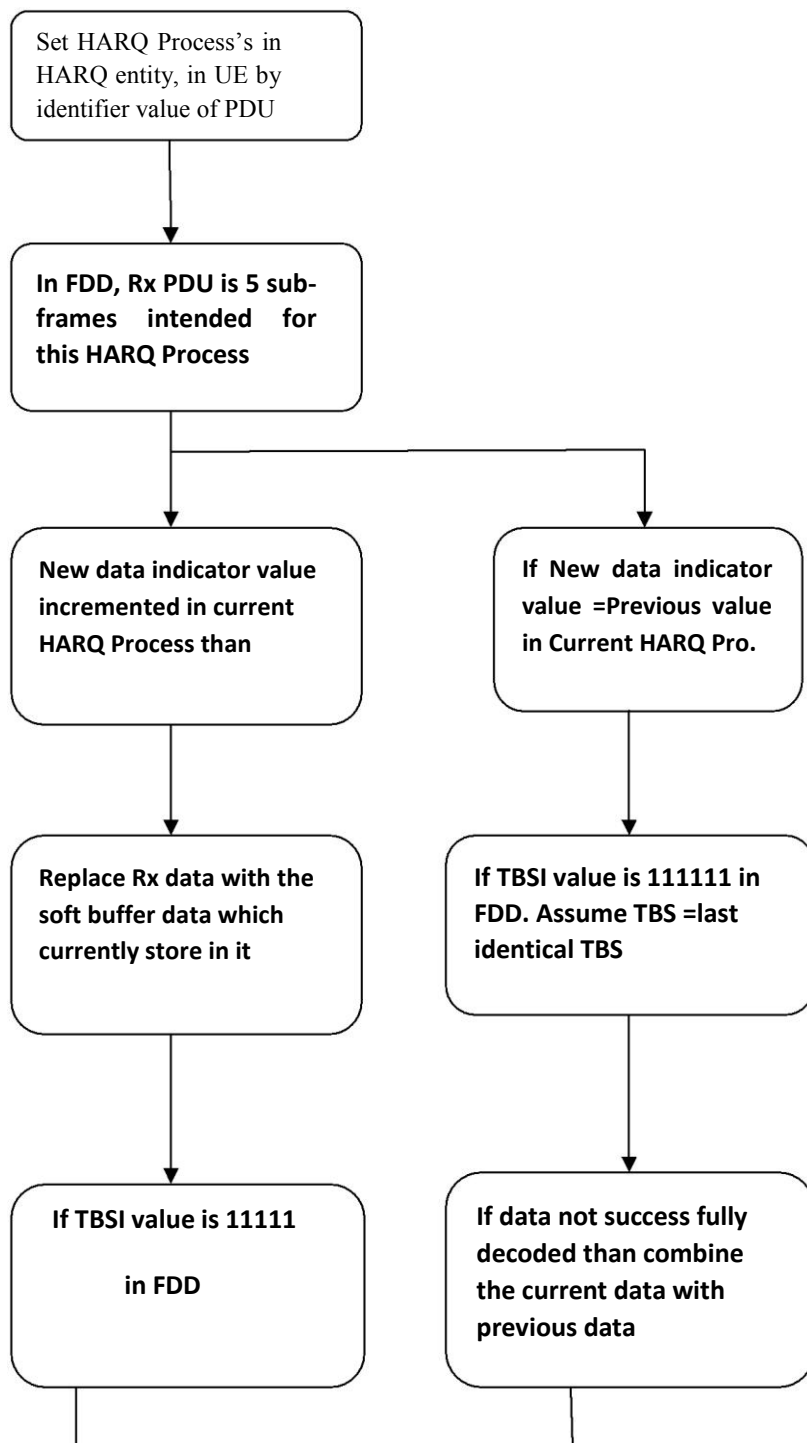 Set HARQ Process’s in
HARQ entity, in UE by
identifier value of PDU
In FDD, Rx PDU is 5 sub-
frames intended for
this HARQ Process
New data indicator value
incremented in current
HARQ Process than
If New data indicator
value =Previous value
in Current HARQ Pro.
Replace Rx data with the
soft buffer data which
currently store in it
If TBSI value is 111111 in
FDD. Assume TBS =last
identical TBS
If TBSI value is 11111
in FDD
If data not success fully
decoded than combine
the current data with
previous data